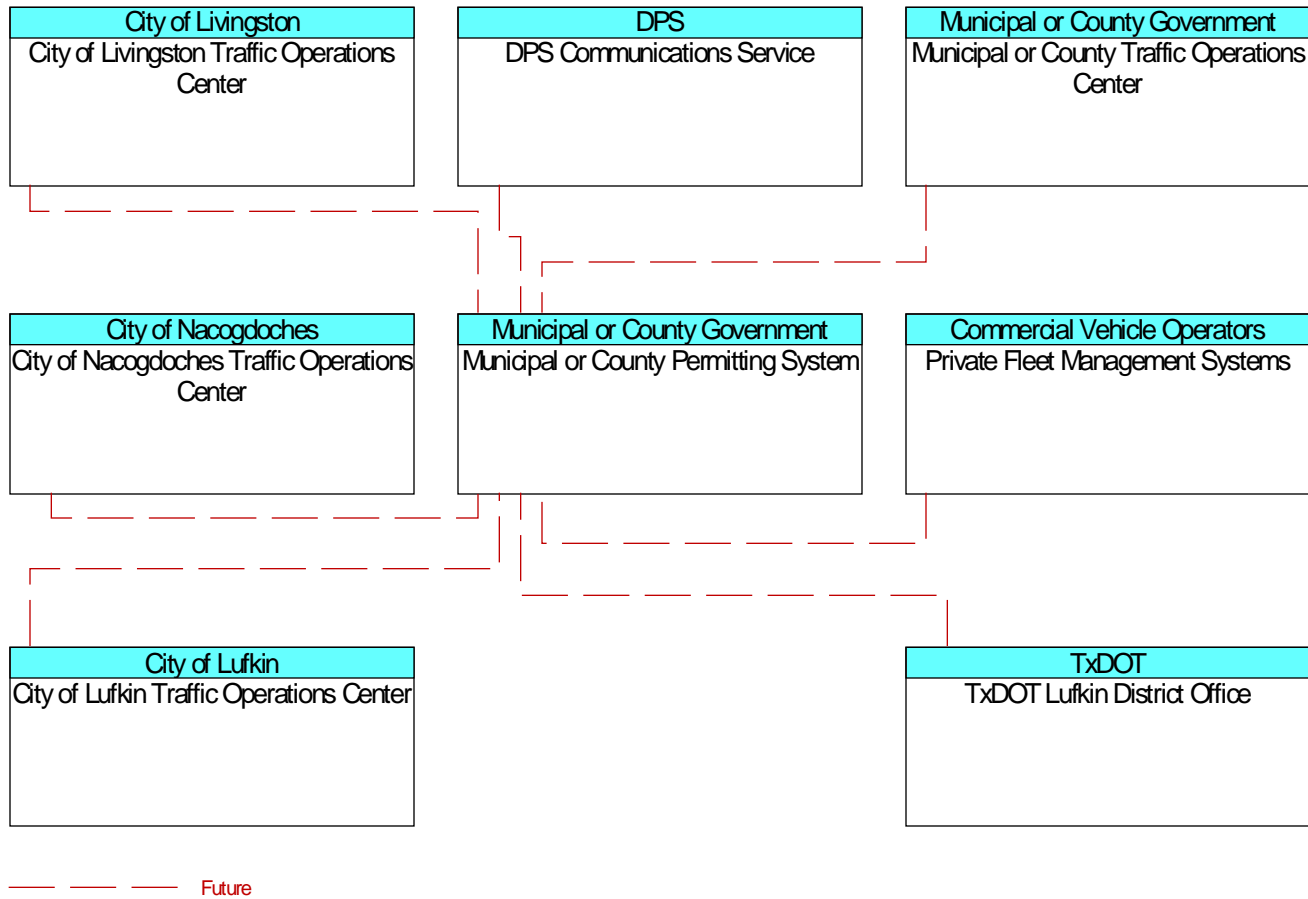 City of Livingston
City of Livingston Traffic Operations
Center
DPS
DPS Communications Service
Municipal or County Government
Municipal or County Traffic Operations
Center
City of Nacogdoches
City of Nacogdoches Traffic Operations
Center
Municipal or County Government
Municipal or County Permitting System
Commercial Vehicle Operators
Private Fleet Management Systems
City of Lufkin
City of Lufkin Traffic Operations Center
TxDOT
TxDOT Lufkin District Office
Future